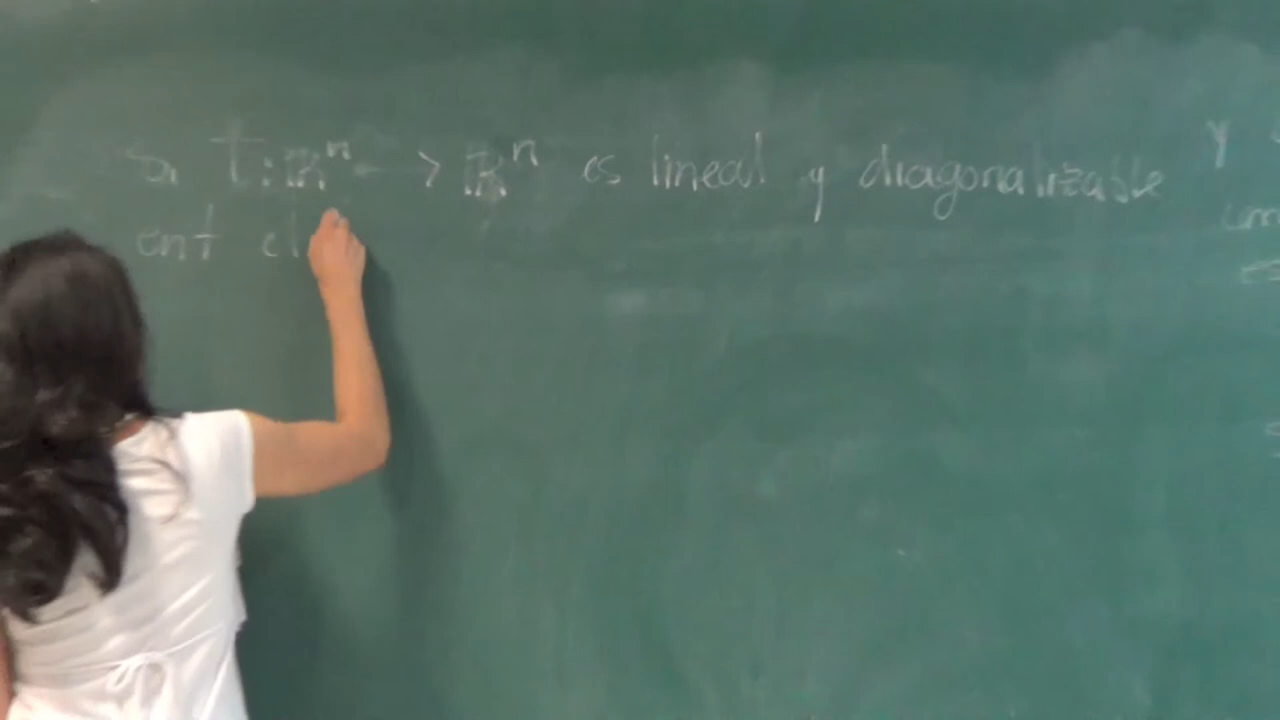 Si T: ℝⁿ -> ℝⁿ es lineal y diagonalizable
ent el
y